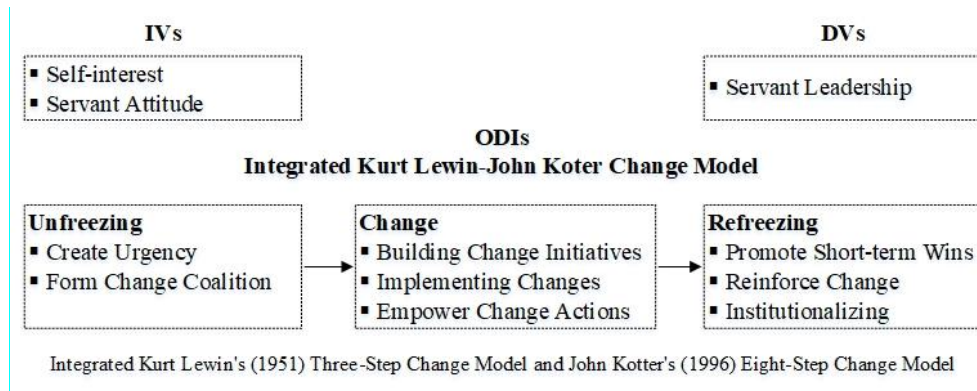 IVs
▪ Self-interest
▪ Servant Attitude
DVs
▪ Servant Leadership
ODIs
Integrated Kurt Lewin-John Koter Change Model
Unfreezing
▪ Create Urgency
▪ Form Change Coalition
Change
▪ Building Change Initiatives
▪ Implementing Changes
▪ Empower Change Actions
Refreezing
▪ Promote Short-term Wins
▪ Reinforce Change
▪ Institutionalizing
Integrated Kurt Lewin's (1951) Three-Step Change Model and John Kotter's (1996) Eight-Step Change Model